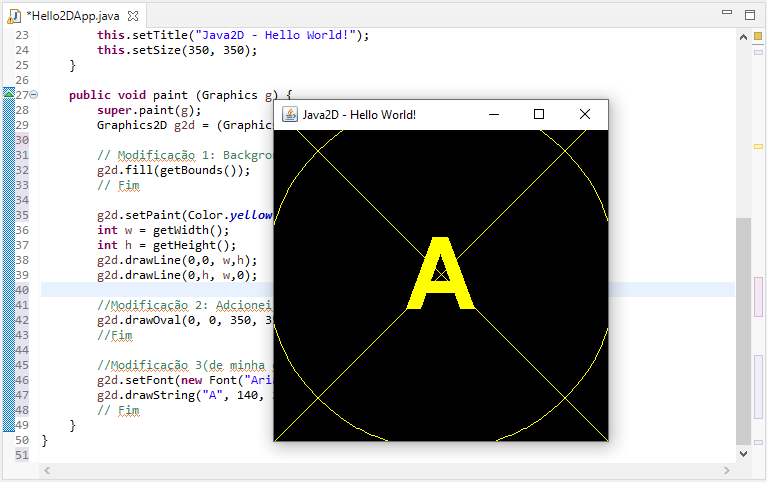 *Hello2DApp.java
23 this.setTitle("Java2D - Hello World!");
24 this.setSize(350, 350);
25 }
26
27 public void paint (Graphics g) {
28 super.paint(g);
29 Graphics2D g2d = (Graphic
30
31 // Modificação 1: Backgrou
32 g2d.fill(getBounds());
33 // Fim
34
35 g2d.setPaint(Color.yellow
36 int w = getWidth();
37 int h = getHeight();
38 g2d.drawLine(0,0, w,h);
39 g2d.drawLine(0,h, w,0);
40
41 //Modificação 2: Adcionei
42 g2d.drawOval(0, 0, 350, 3
43 //Fim
44
45 //Modificação 3(de minha
46 g2d.setFont(new Font("Aria
47 g2d.drawString("A", 140,
48 // Fim
49 }
50 }
51
Java2D - Hello World!
A